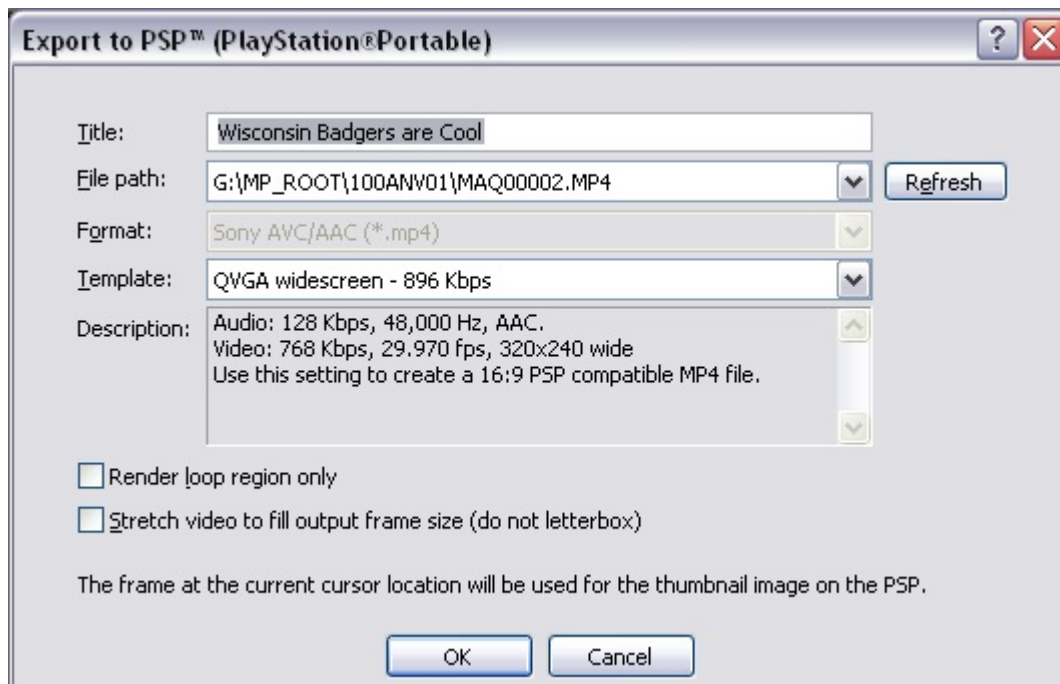 Export to PSP™ (PlayStation®Portable)
Title: Wisconsin Badgers are Cool
File path: G:\MP_ROOT\100ANV01\MAQ00002.MP4 Refresh
Format: Sony AVC/AAC (*.mp4)
Template: QVGA widescreen - 896 Kbps
Description: Audio: 128 Kbps, 48,000 Hz, AAC.
Video: 768 Kbps, 29.970 fps, 320x240 wide
Use this setting to create a 16:9 PSP compatible MP4 file.
Render loop region only
Stretch video to fill output frame size (do not letterbox)
The frame at the current cursor location will be used for the thumbnail image on the PSP.
OK Cancel